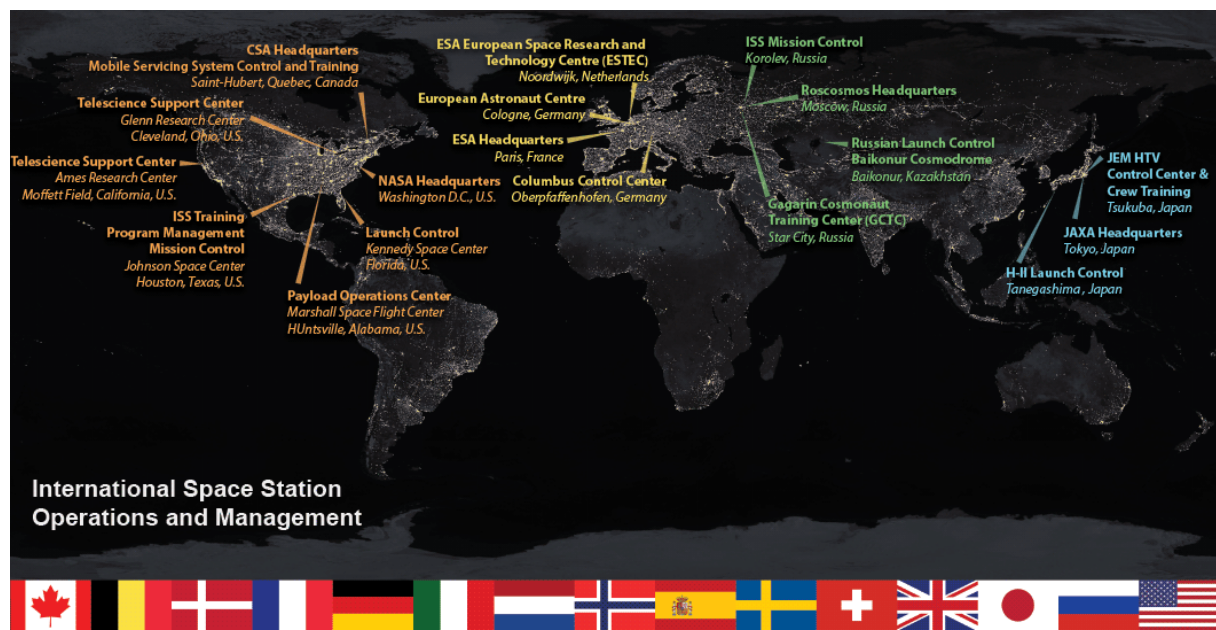 CSA Headquarters
Mobile Servicing System Control and Training
Saint-Hubert, Quebec, Canada
Telescience Support Center
Glenn Research Center
Cleveland, Ohio, U.S.
Telescience Support Center
Ames Research Center
Moffett Field, California, U.S.
NASA Headquarters
Washington D.C., U.S.
ISS Training
Program Management
Mission Control
Johnson Space Center
Houston, Texas, U.S.
Launch Control
Kennedy Space Center
Florida, U.S.
Payload Operations Center
Marshall Space Flight Center
HUntsville, Alabama, U.S.
ESA European Space Research and
Technology Centre (ESTEC)
Noordwijk, Netherlands
European Astronaut Centre
Cologne, Germany
ESA Headquarters
Paris, France
Columbus Control Center
Oberpfaffenhofen, Germany
ISS Mission Control
Korolev, Russia
Roscosmos Headquarters
Moscow, Russia
Russian Launch Control
Baikonur Cosmodrome
Baikonur, Kazakhstan
Gagarin Cosmonaut
Training Center (GCTC)
Star City, Russia
JEM HTV
Control Center &
Crew Training
Tsukuba, Japan
JAXA Headquarters
Tokyo, Japan
H-II Launch Control
Tanegashima , Japan
International Space Station
Operations and Management